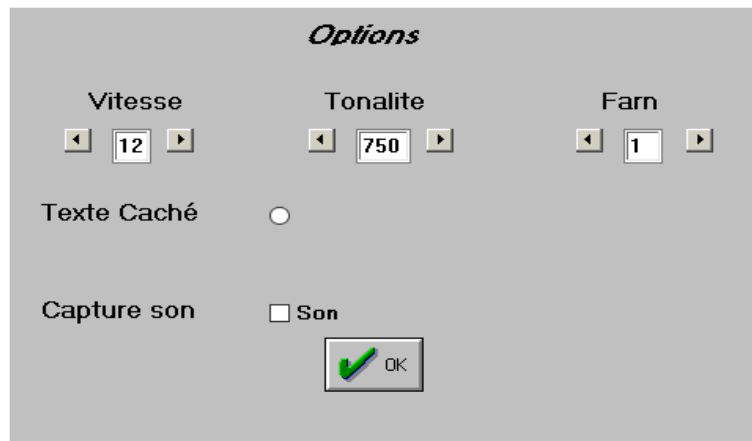 Options
Vitesse Tonalite Farn
12 750 1
Texte Caché
Capture son Son
OK